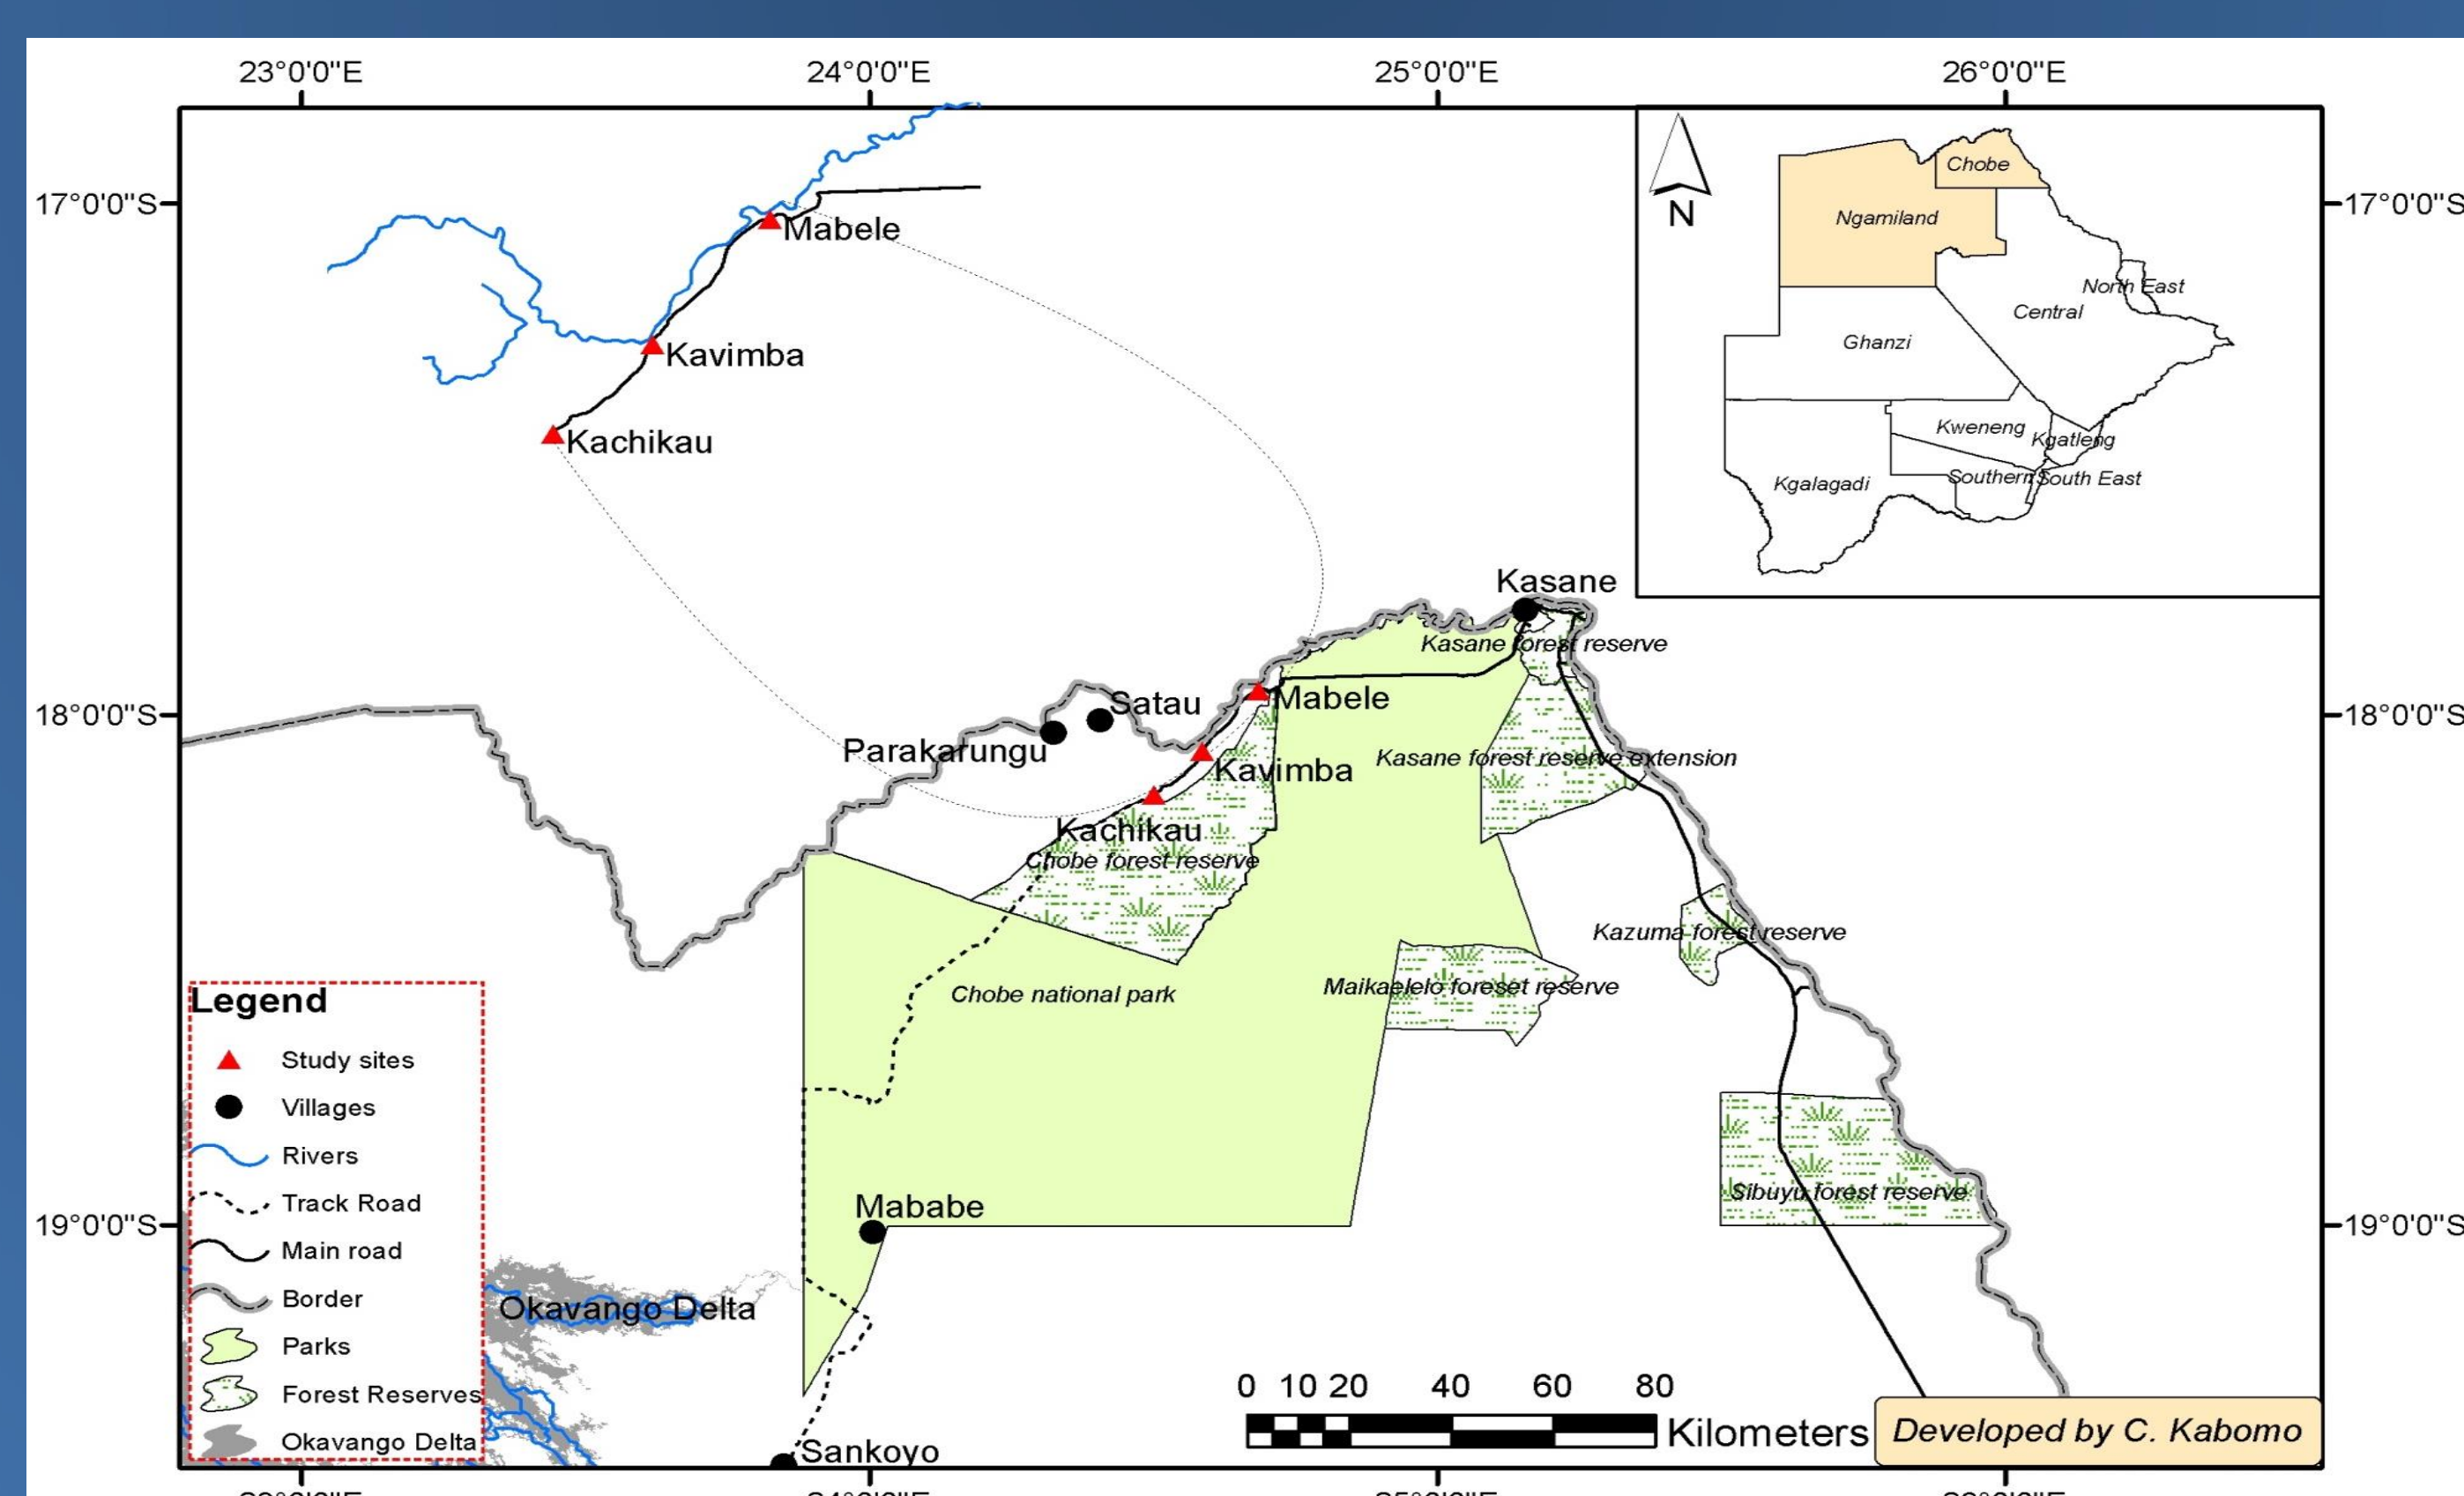 23°0'0"E
24°0'0"E
25°0'0"E
26°0'0"E
17°0'0"S
17°0'0"S
Mabele
Kavimba
Kachikau
N
Chobe
Ngamiland
North East
Central
Ghanzi
Kweneng
Kgatleng
Southern
South East
Kgalagadi
Kasane
Kasane forest reserve
18°0'0"S
18°0'0"S
Satau
Mabele
Parakarungu
Kavimba
Kasane forest reserve extension
Kachikau
Chobe forest reserve
Kazuma forest reserve
Maikaelelo foreset reserve
Chobe national park
Sibuyu forest reserve
19°0'0"S
19°0'0"S
Mababe
Okavango Delta
Sankoyo
Legend
Study sites
Villages
Rivers
Track Road
Main road
Border
Parks
Forest Reserves
Okavango Delta
0 10 20 40 60 80
Kilometers
Developed by C. Kabomo